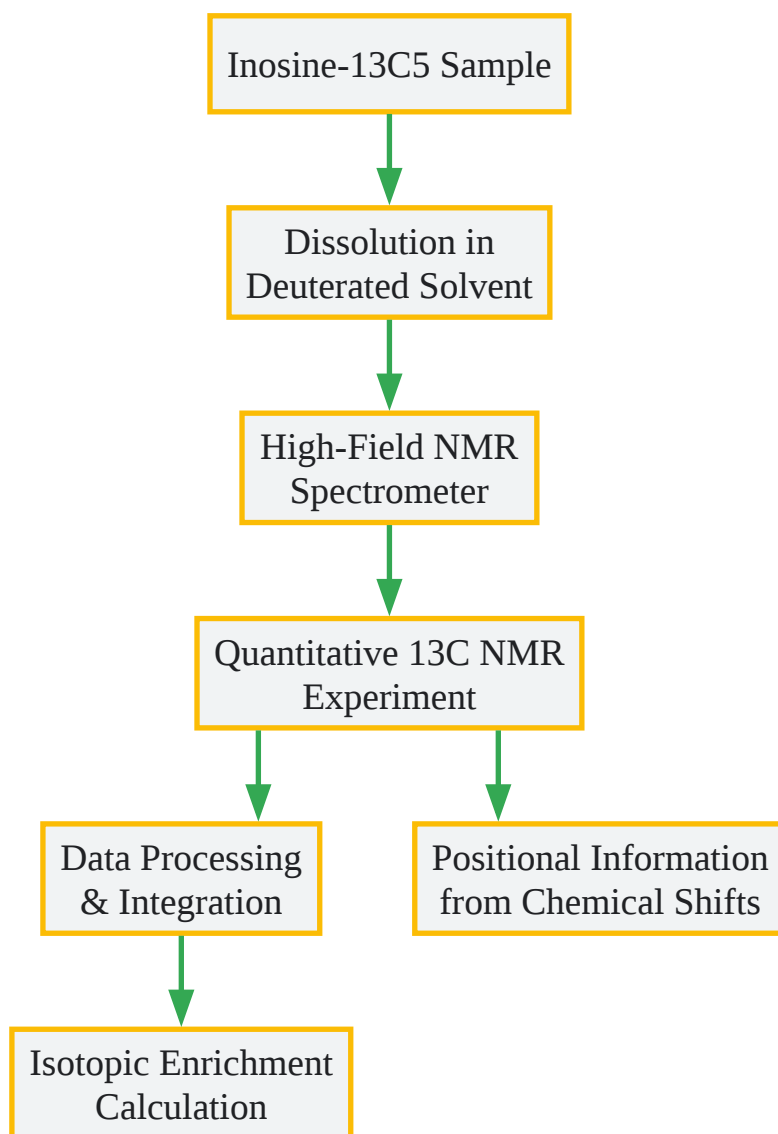 Inosine-13C5 Sample
Dissolution in
Deuterated Solvent
High-Field NMR
Spectrometer
Quantitative 13C NMR
Experiment
Data Processing
& Integration
Positional Information
from Chemical Shifts
Isotopic Enrichment
Calculation